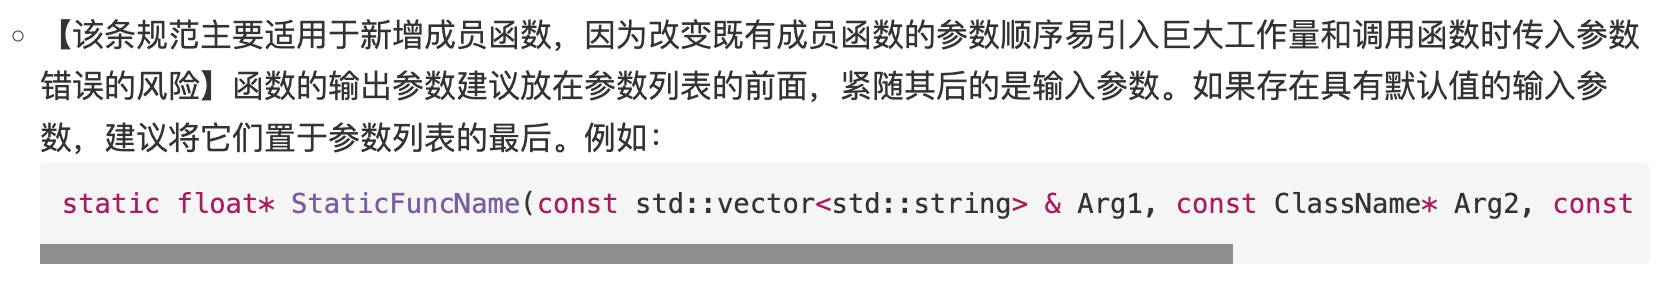 【该条规范主要适用于新增成员函数，因为改变既有成员函数的参数顺序易引入巨大工作量和调用函数时传入参数
错误的风险】函数的输出参数建议放在参数列表的前面，紧随其后的是输入参数。如果存在具有默认值的输入参
数，建议将它们置于参数列表的最后。例如：
static float* StaticFuncName(const std::vector<std::string> & Arg1, const ClassName* Arg2, const